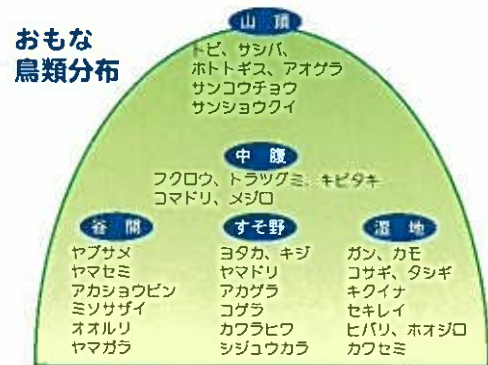 おもな
鳥類分布
山頂
トビ、サシバ、
ホトトギス、アオゲラ
サンコウチョウ
サンショウクイ
中腹
フクロウ、トラツグミ、キビタキ
コマドリ、メジロ
谷間
ヤブサメ
ヤマセミ
アカショウビン
ミソサザイ
オオルリ
ヤマガラ
すそ野
ヨタカ、キジ
ヤマドリ
アカゲラ
コゲラ
カワラヒワ
シジュウカラ
湿地
ガン、カモ
コサギ、タシギ
キクイナ
セキレイ
ヒバリ、ホオジロ
カワセミ